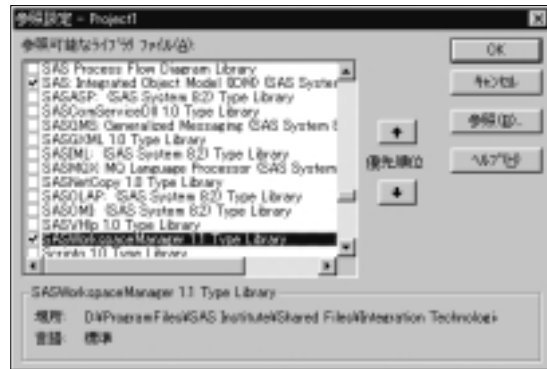 参照設定 - Project1
参照可能なライブラリ ファイル(A):
SAS Process Flow Diagram Library
SAS: Integrated Object Model (IOM) (SAS System
SASASP: (SAS System 8.2) Type Library
SASComServiceDll 1.0 Type Library
SASGMS: Generalized Messaging (SAS System 8
SASGXML 1.0 Type Library
SASIML: (SAS System 8.2) Type Library
SASMQX: MQ Language Processor (SAS System
SASNetCopy 1.0 Type Library
SASOLAP: (SAS System 8.2) Type Library
SASOMI: (SAS System 8.2) Type Library
SASVHlp 1.0 Type Library
SASWorkspaceManager 1.1 Type Library
Scripto 1.0 Type Library
優先順位
OK
キャンセル
参照(B)...
ヘルプ(H)
SASWorkspaceManager 1.1 Type Library
場所: D:¥ProgramFiles¥SAS Institute¥Shared Files¥Integration Technologi
言語: 標準